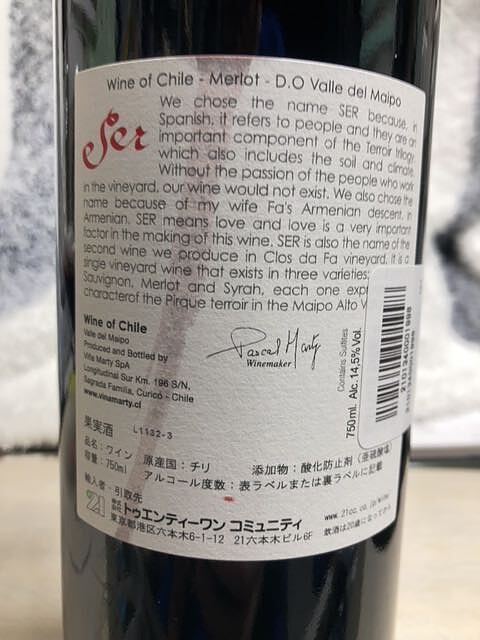 Wine of Chile - Merlot - D.O Valle del Maipo
Ser
We chose the name SER because, in
Spanish, it refers to people and they are an
important component of the Terroir trilogy,
which also includes the soil and climate.
Without the passion of the people who work
in the vineyard, our wine would not exist. We also chose the
name because of my wife Fa's Armenian descent. In
Armenian, SER means love and love is a very important
factor in the making of this wine. SER is also the name of the
second wine we produce in Clos da Fa vineyard. It is a
single vineyard wine that exists in three varieties:
Sauvignon, Merlot and Syrah, each one
characterof the Pirque terroir in the Maipo Alto
Wine of Chile
Valle del Maipo
Produced and Bottled by
Viña Marty SpA
Longitudinal Sur Km. 196 S/N,
Sagrada Familia, Curicó - Chile
www.vinamarty.cl
Pascal Marty
Winemaker
Contains Sulfites
750 ml. Alc. 14,5% Vol.
果実酒
L1132-3
品名:ワイン 原産国:チリ 添加物:酸化防止剤(亜硫酸塩)
容量:750ml アルコール度数:表ラベルまたは裏ラベルに記載
輸入者・引取先
21 株式会社 トゥエンティーワン コミュニティ
東京都港区六本木6-1-12 21六本木ビル6F
www.21cc.co.jp/wine
飲酒は20歳になってから